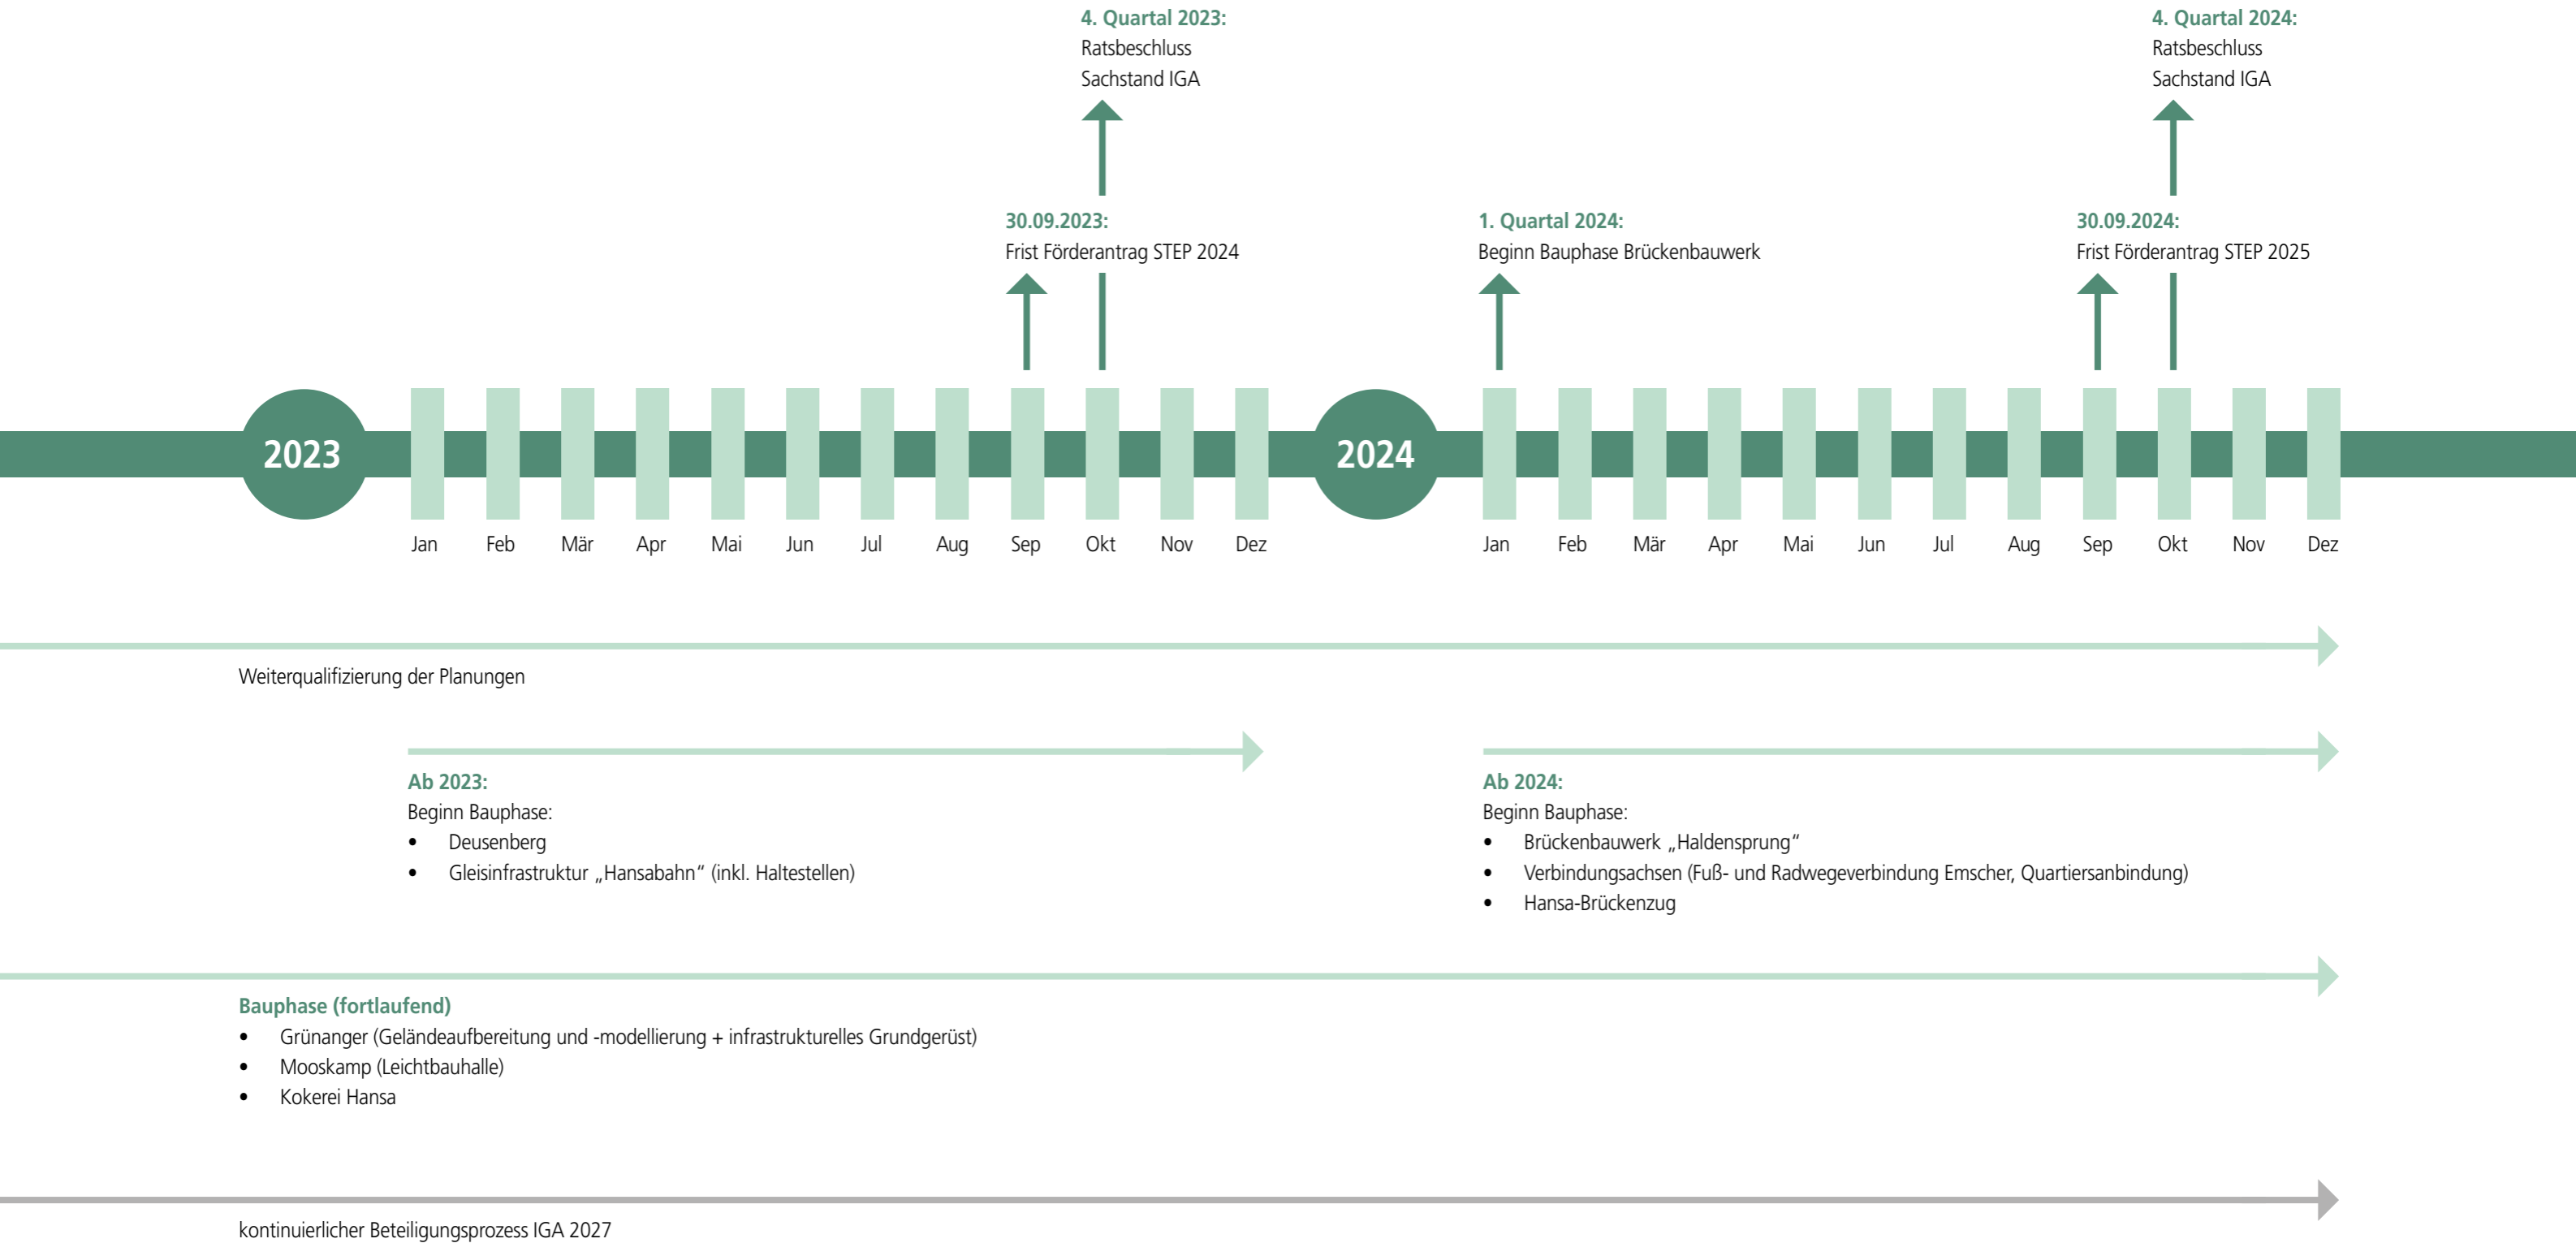 4. Quartal 2023:
Ratsbeschluss
Sachstand IGA
4. Quartal 2024:
Ratsbeschluss
Sachstand IGA
30.09.2023:
Frist Förderantrag STEP 2024
1. Quartal 2024:
Beginn Bauphase Brückenbauwerk
30.09.2024:
Frist Förderantrag STEP 2025
2023
2024
Jan Feb Mär Apr Mai Jun Jul Aug Sep Okt Nov Dez
Jan Feb Mär Apr Mai Jun Jul Aug Sep Okt Nov Dez
Weiterqualifizierung der Planungen
Ab 2023:
Beginn Bauphase:
• Deusenberg
• Gleisinfrastruktur „Hansabahn“ (inkl. Haltestellen)
Ab 2024:
Beginn Bauphase:
• Brückenbauwerk „Haldensprung“
• Verbindungsachsen (Fuß- und Radwegeverbindung Emscher, Quartiersanbindung)
• Hansa-Brückenzug
Bauphase (fortlaufend)
• Grünanger (Geländeaufbereitung und -modellierung + infrastrukturelles Grundgerüst)
• Mooskamp (Leichtbauhalle)
• Kokerei Hansa
kontinuierlicher Beteiligungsprozess IGA 2027